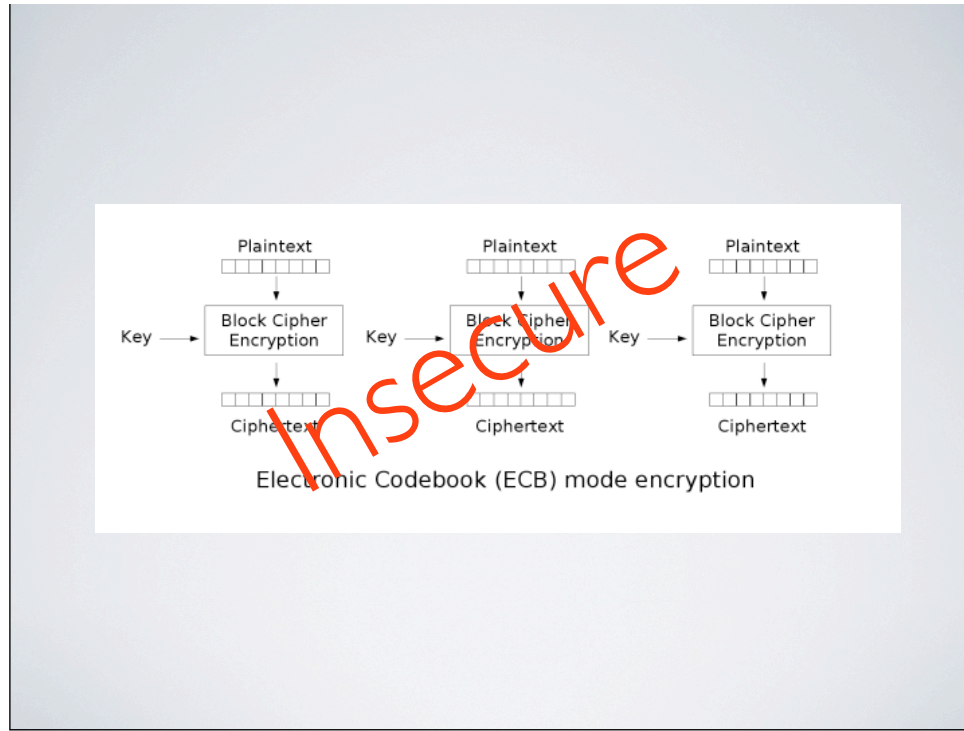 Plaintext Plaintext Plaintext
Key Block Cipher Encryption Key Block Cipher Encryption Key Block Cipher Encryption
Ciphertext Ciphertext Ciphertext
Insecure
Electronic Codebook (ECB) mode encryption